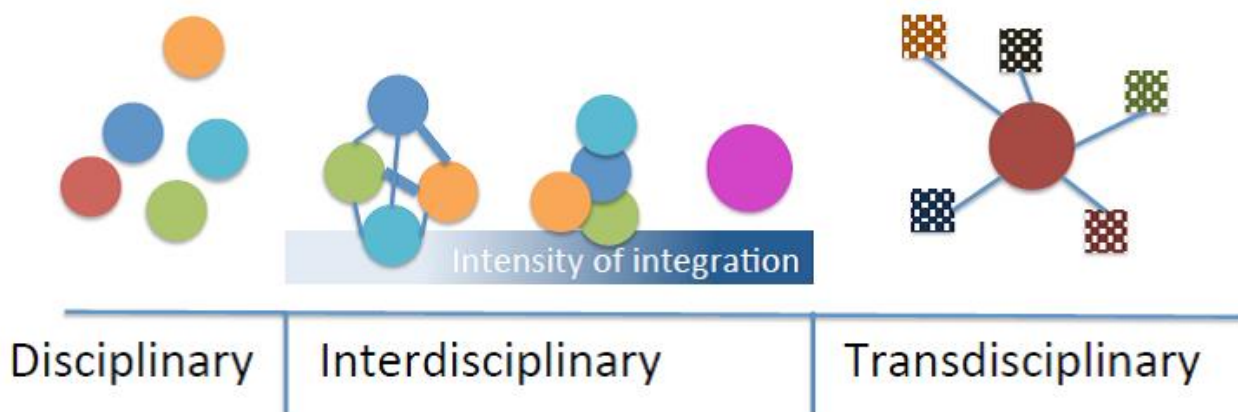 Intensity of integration
Disciplinary
Interdisciplinary
Transdisciplinary